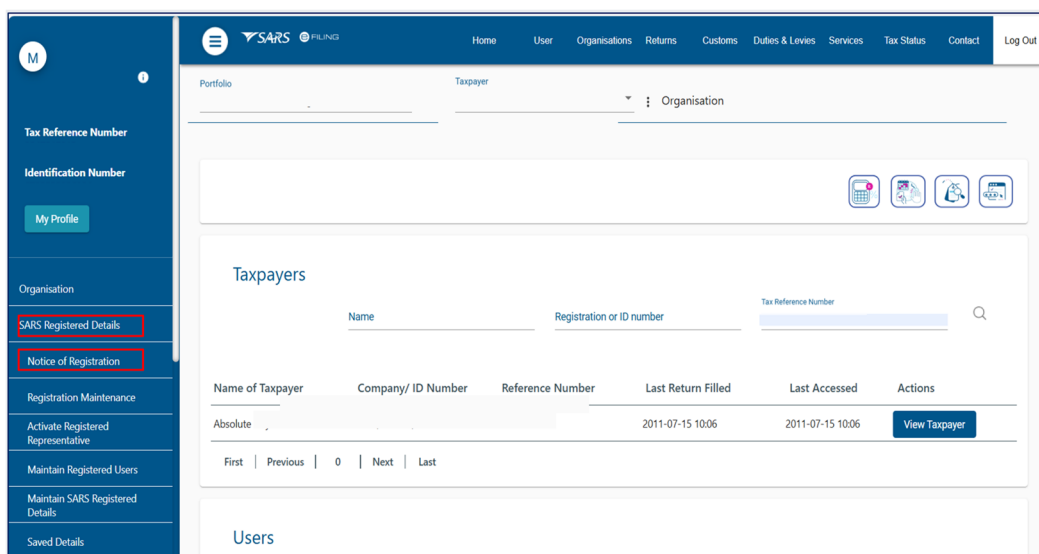 M
i
Tax Reference Number
Identification Number
My Profile
Organisation
SARS Registered Details
Notice of Registration
Registration Maintenance
Activate Registered
Representative
Maintain Registered Users
Maintain SARS Registered
Details
Saved Details
SARS eFILING
Home User Organisations Returns Customs Duties & Levies Services Tax Status Contact Log Out
Portfolio
Taxpayer
Organisation
Taxpayers
Name
Registration or ID number
Tax Reference Number
Name of Taxpayer Company/ ID Number Reference Number Last Return Filled Last Accessed Actions
Absolute 2011-07-15 10:06 2011-07-15 10:06 View Taxpayer
First | Previous | 0 | Next | Last
Users